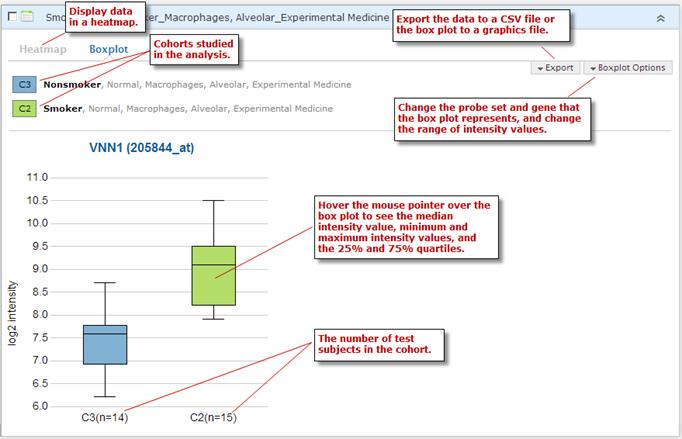 Display data
in a heatmap.
Export the data to a CSV file or
the box plot to a graphics file.
Smo
ker_Macrophages, Alveolar_Experimental Medicine
Cohorts studied
in the analysis.
Heatmap
Boxplot
Export
Boxplot Options
C3 Nonsmoker, Normal, Macrophages, Alveolar, Experimental Medicine
C2 Smoker, Normal, Macrophages, Alveolar, Experimental Medicine
Change the probe set and gene that
the box plot represents, and change
the range of intensity values.
VNN1 (205844_at)
11.0
10.5
10.0
9.5
9.0
8.5
8.0
7.5
7.0
6.5
6.0
log2 intensity
Hover the mouse pointer over the
box plot to see the median
intensity value, minimum and
maximum intensity values, and
the 25% and 75% quartiles.
The number of test
subjects in the cohort.
C3(n=14)
C2(n=15)